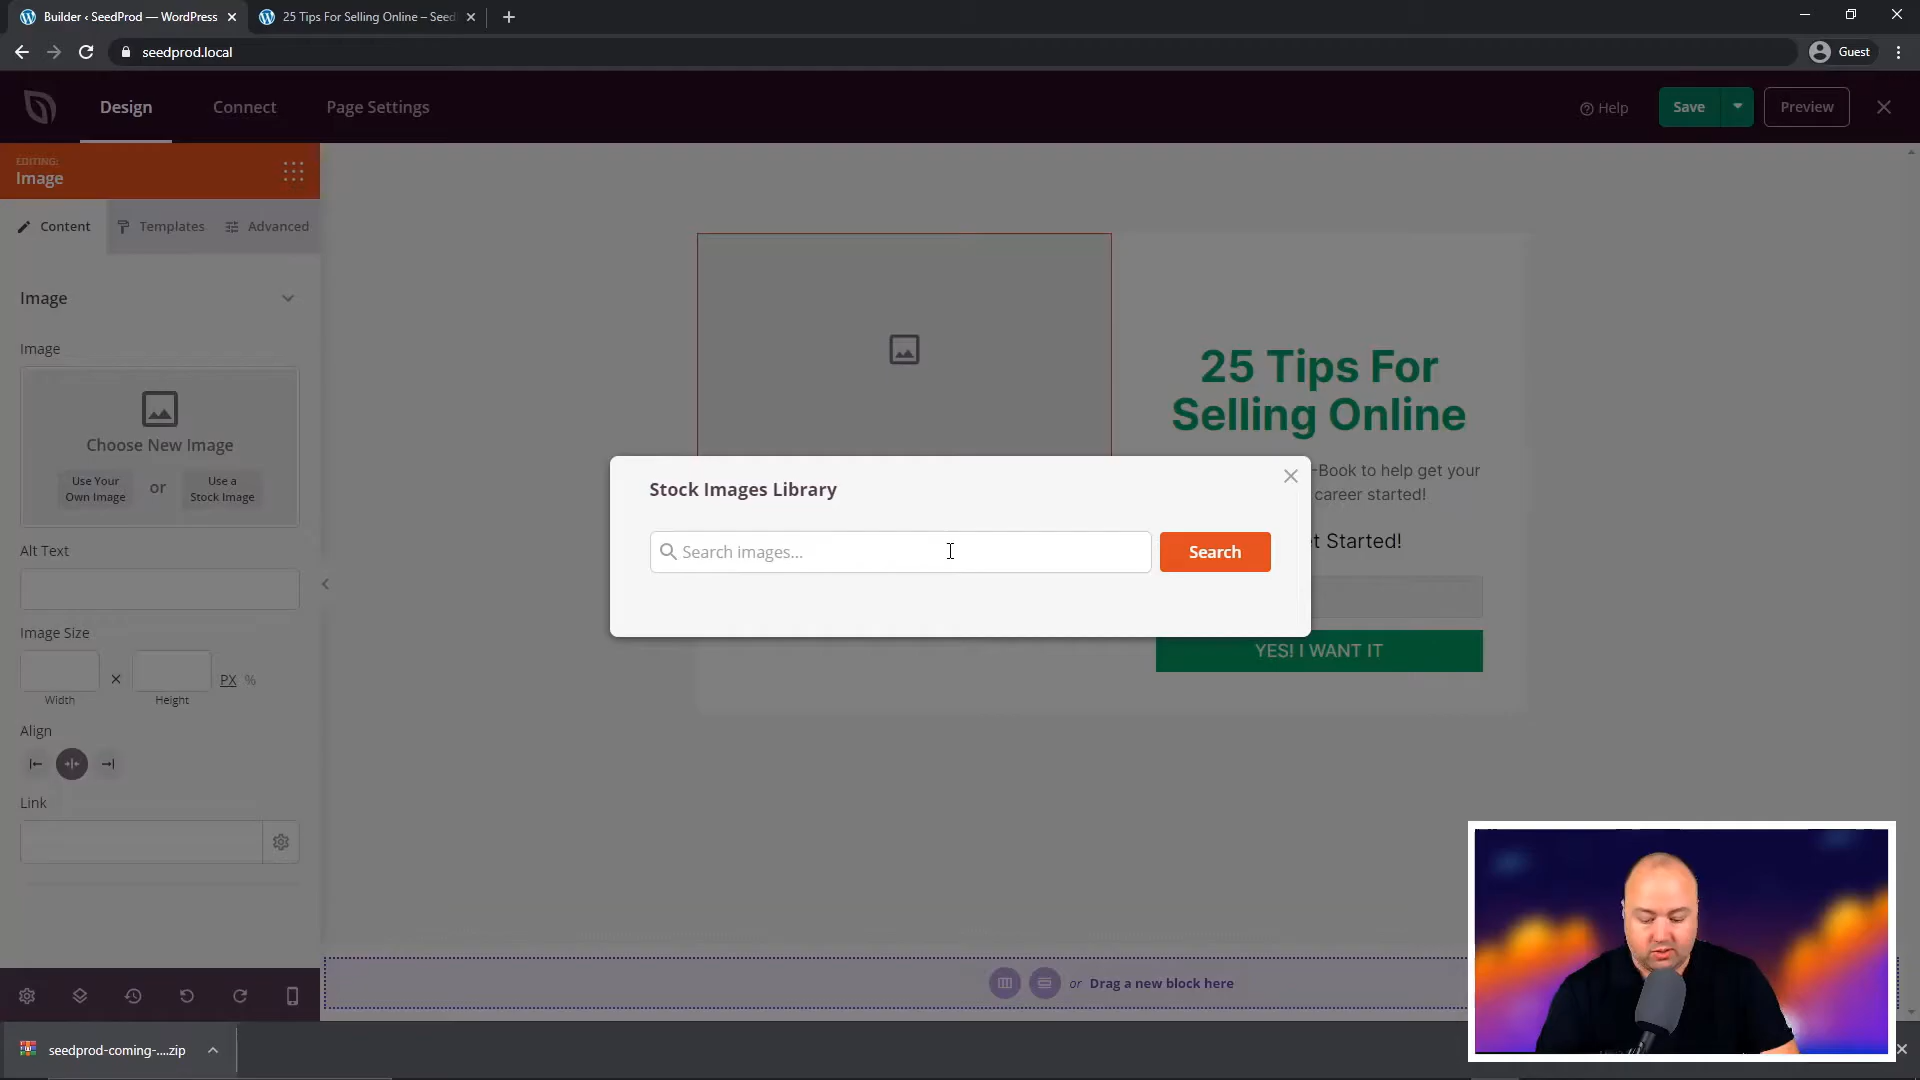 Builder ‹ SeedProd — WordPress
25 Tips For Selling Online – Seed
seedprod.local
Guest
Design
Connect
Page Settings
Help
Save
Preview
EDITING:
Image
Content
Templates
Advanced
Image
Image
Choose New Image
Use Your
Own Image
or
Use a
Stock Image
Alt Text
Image Size
PX %
Width
Height
Align
Link
25 Tips For
Selling Online
-Book to help get your
career started!
t Started!
YES! I WANT IT
Stock Images Library
Search images...
Search
or Drag a new block here
seedprod-coming-....zip